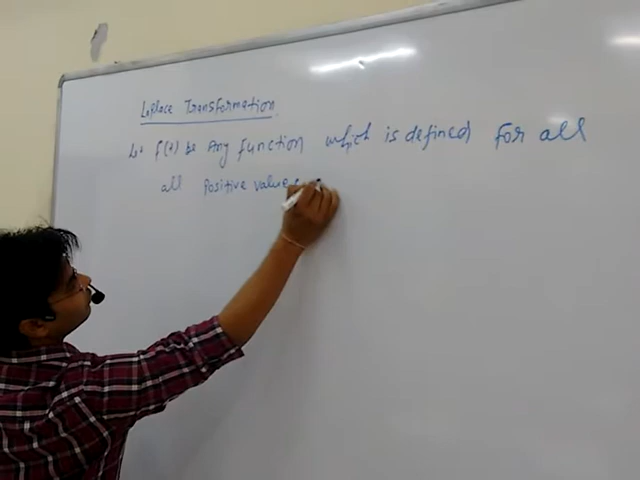 Laplace Transformation
Let f(t) be Any function which is defined for all
all Positive values